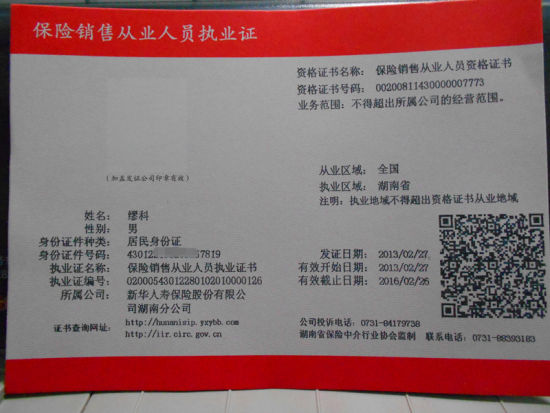 保险销售从业人员执业证
资格证书名称： 保险销售从业人员资格证书
资格证书号码： 00200811430000007773
业务范围： 不得超出所属公司的经营范围。
（加盖发证公司印章有效）
从业区域： 全国
执业区域： 湖南省
注明： 执业地域不得超出资格证书从业地域
姓名： 缪科
性别： 男
身份证件种类： 居民身份证
身份证件号码： 43012 7819
执业证名称： 保险销售从业人员执业证书
执业证编号： 02000543012280102010000126
所属公司： 新华人寿保险股份有限公
司湖南分公司
发证日期： 2013/02/27
有效开始日期： 2013/02/27
有效截止日期： 2016/02/26
证书查询网址： http://hunanisip.yxybb.com
http://iir.circ.gov.cn
公司投诉电话： 0731-84179738
湖南省保险中介行业协会监制 联系电话： 0731-88393183